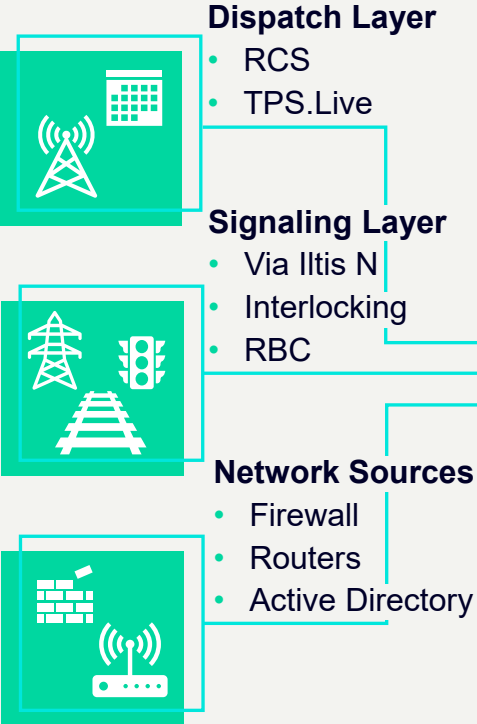 Dispatch Layer
• RCS
• TPS.Live
Signaling Layer
• Via Iltis N
• Interlocking
• RBC
Network Sources
• Firewall
• Routers
• Active Directory